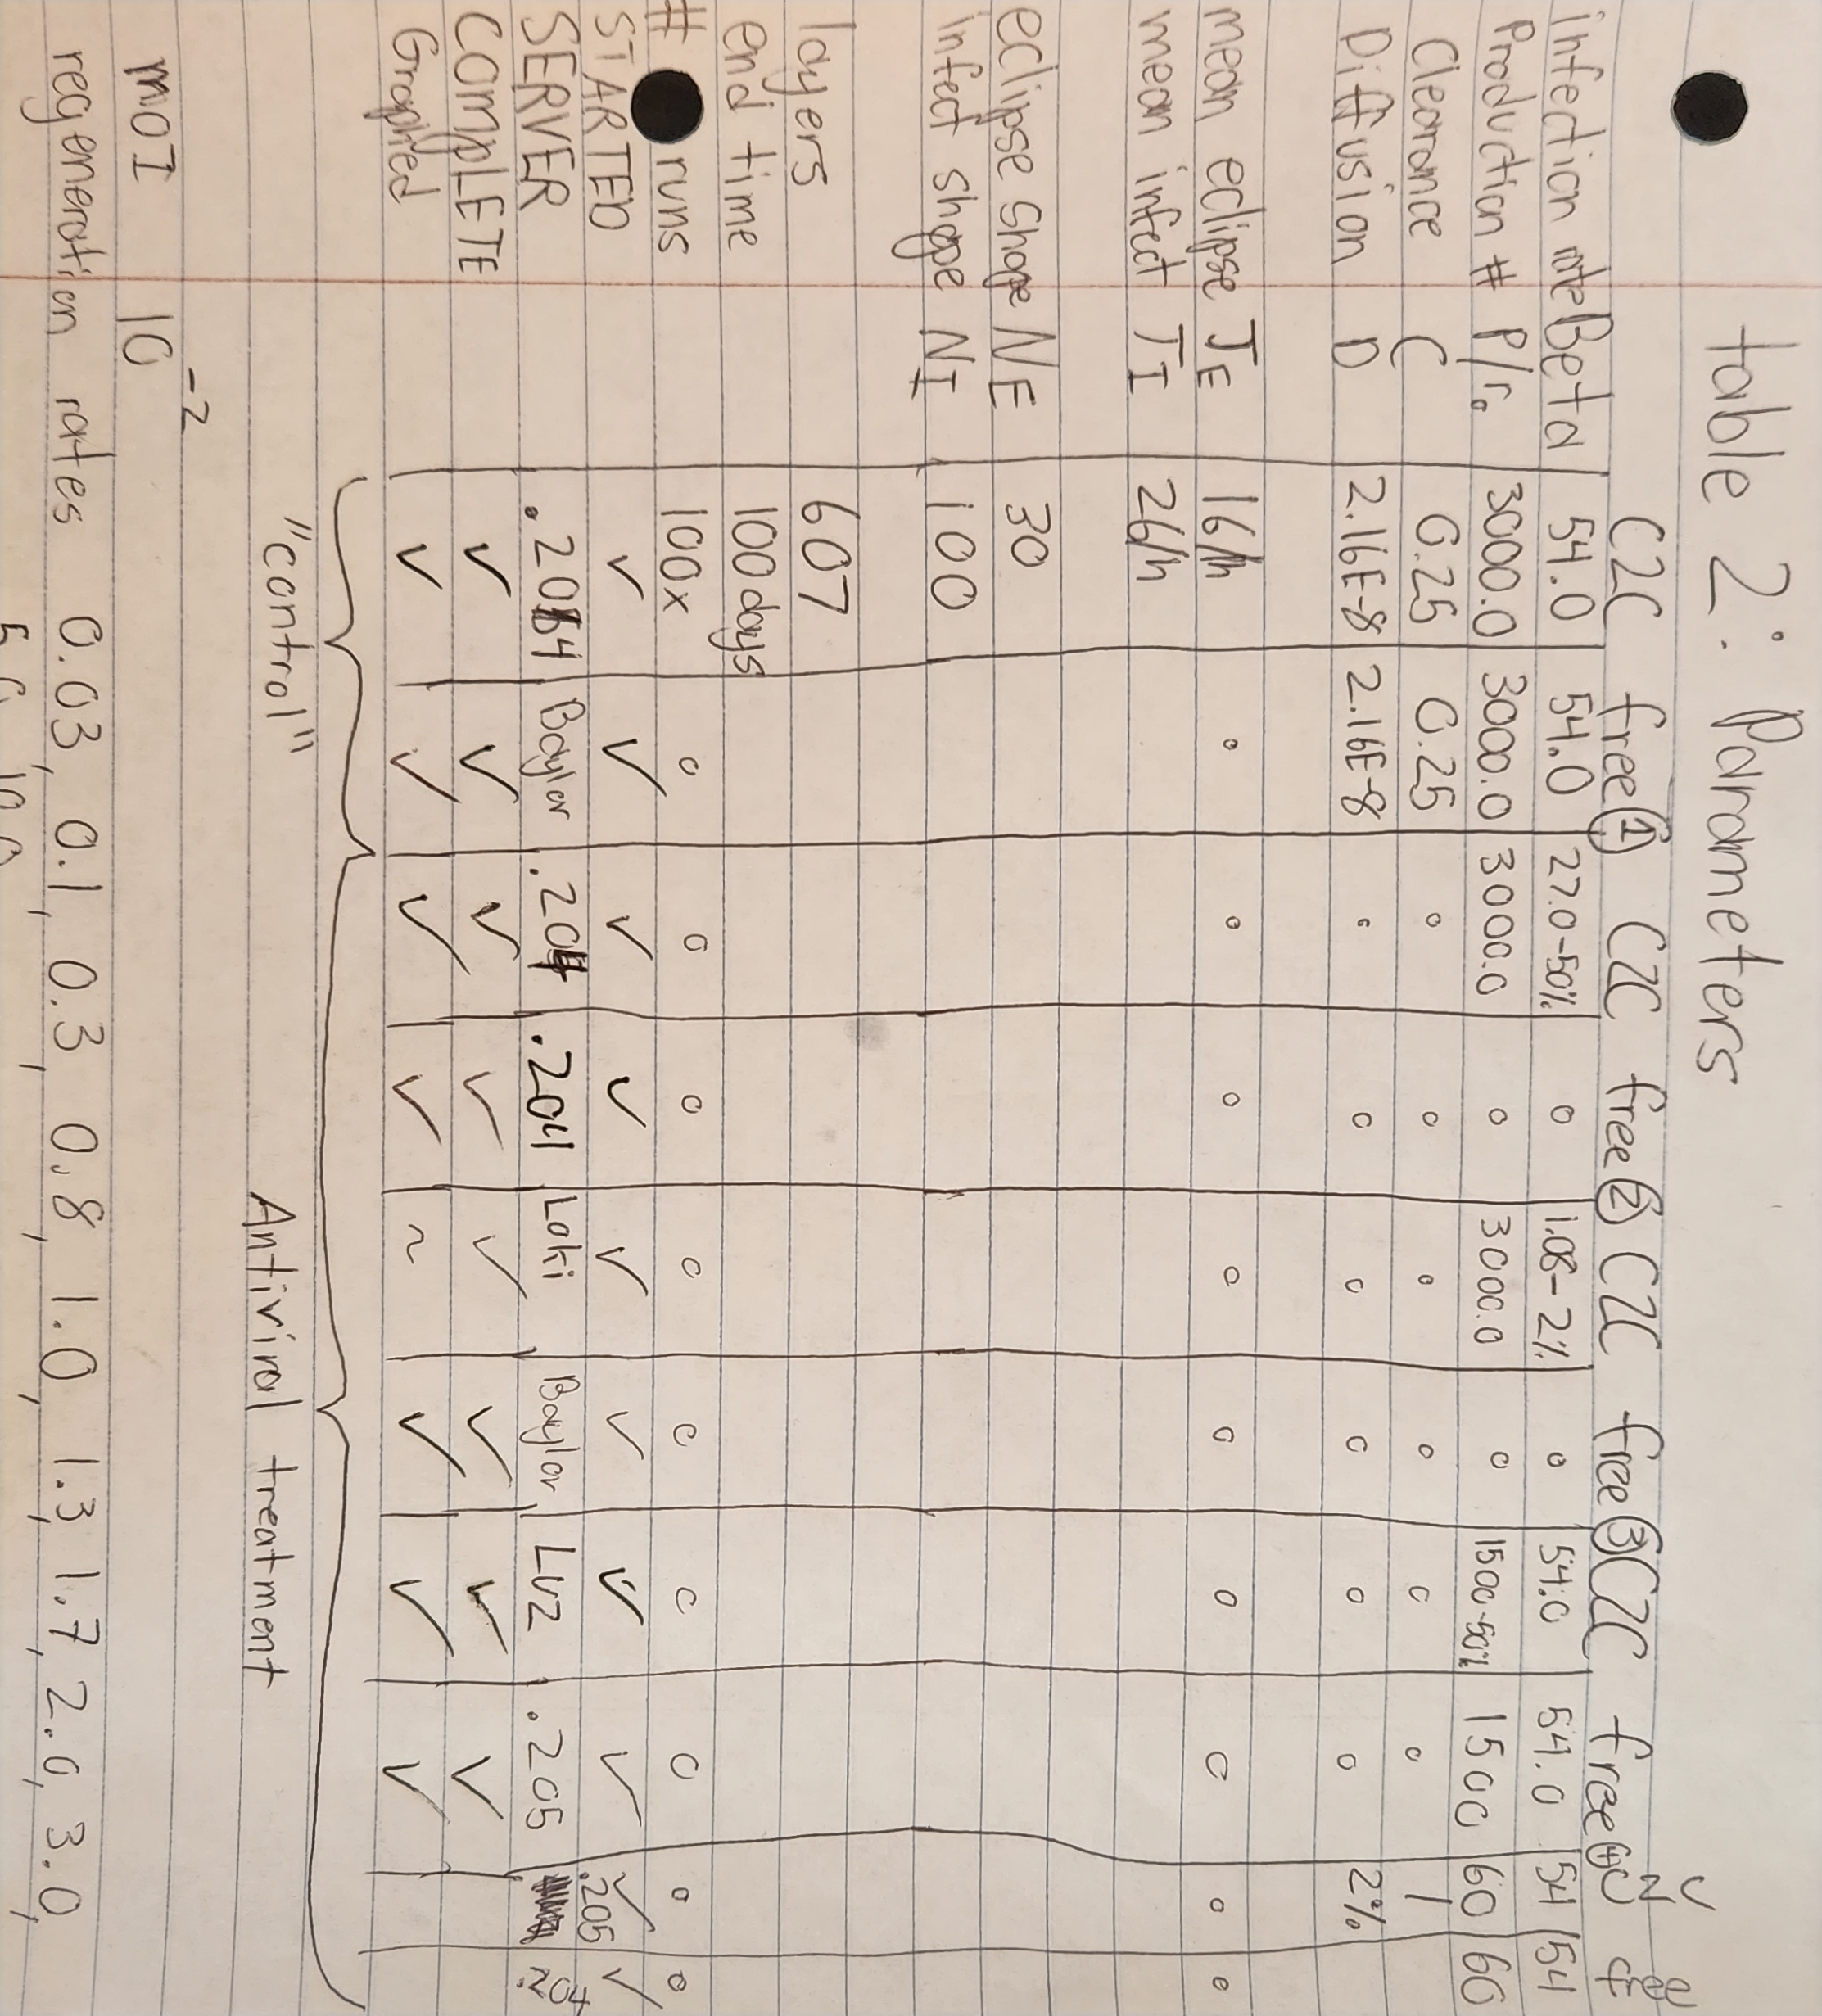 table 2: Parameters
C2C free ① C2C free ② C2C free ③ C2C free ④ C2C free
infection rate Beta 54.0 54.0 27.0-50% o 1.08-2% o 54.0 54.0 54 54
Production # P/r₀ 3000.0 3000.0 3000.0 o 3000.0 o 1500-50% 1500 60 60
Clearance C 0.25 0.25 o o o o o o |
Diffusion D 2.16E-8 2.16E-8 o o o o o o 2%
mean eclipse T_E 16/h o o o o o o o o o
mean infect T_I 26/h
eclipse shape N_E 30
infect shape N_I 100
layers 607
end time 100 days
# runs 100x o o o o o o o o o
STARTED ✓ ✓ ✓ ✓ ✓ ✓ ✓ ✓ ✓ ✓
SERVER .204 Baylor .204 .204 Loki Baylor Luz .205 .205 .204
COMPLETE ✓ ✓ ✓ ✓ ✓ ✓ ✓ ✓
Graphed ✓ ✓ ✓ ✓ ~ ✓ ✓ ✓
"control" Antiviral treatment
MOI 10⁻²
regeneration rates 0.03, 0.1, 0.3, 0.8, 1.0, 1.3, 1.7, 2.0, 3.0,